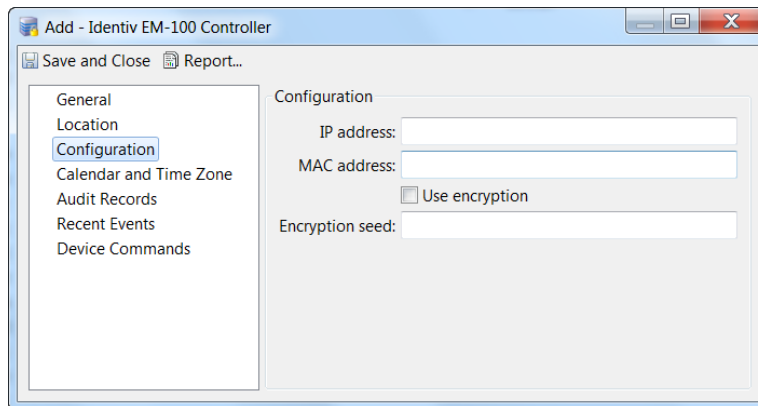 Add - Identiv EM-100 Controller
Save and Close Report...
General
Location
Configuration
Calendar and Time Zone
Audit Records
Recent Events
Device Commands
Configuration
IP address:
MAC address:
Use encryption
Encryption seed: